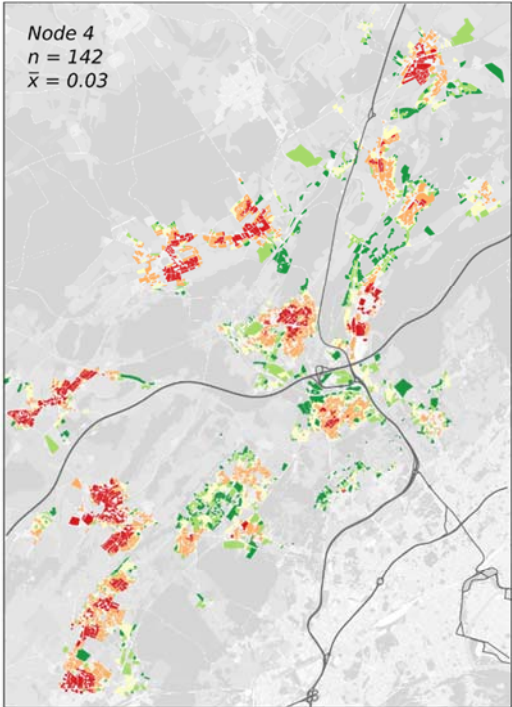 Node 4
n = 142
x̅ = 0.03